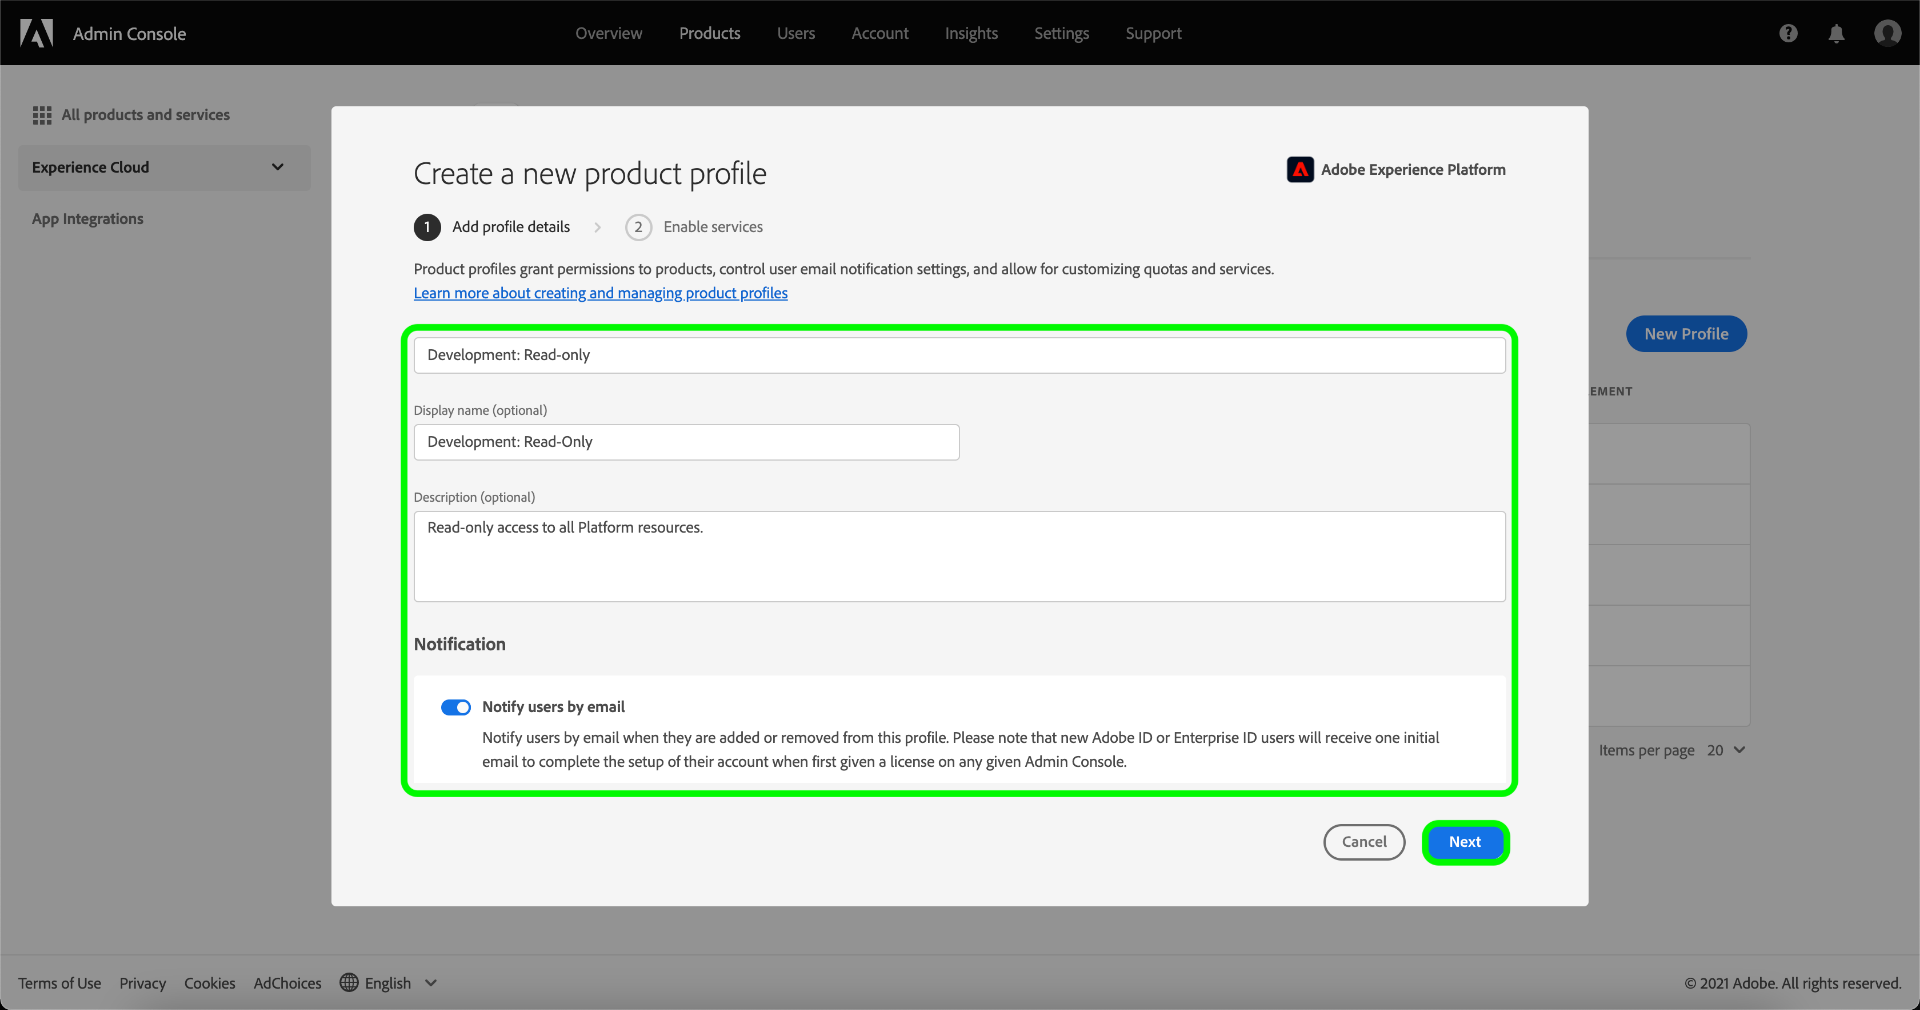 Admin Console
Overview Products Users Account Insights Settings Support
All products and services
Experience Cloud
App Integrations
Create a new product profile
Adobe Experience Platform
1 Add profile details 2 Enable services
Product profiles grant permissions to products, control user email notification settings, and allow for customizing quotas and services.
Learn more about creating and managing product profiles
New Profile
Development: Read-only
EMENT
Display name (optional)
Development: Read-Only
Description (optional)
Read-only access to all Platform resources.
Notification
Notify users by email
Notify users by email when they are added or removed from this profile. Please note that new Adobe ID or Enterprise ID users will receive one initial
email to complete the setup of their account when first given a license on any given Admin Console.
Items per page 20
Cancel Next
Terms of Use Privacy Cookies AdChoices English
© 2021 Adobe. All rights reserved.